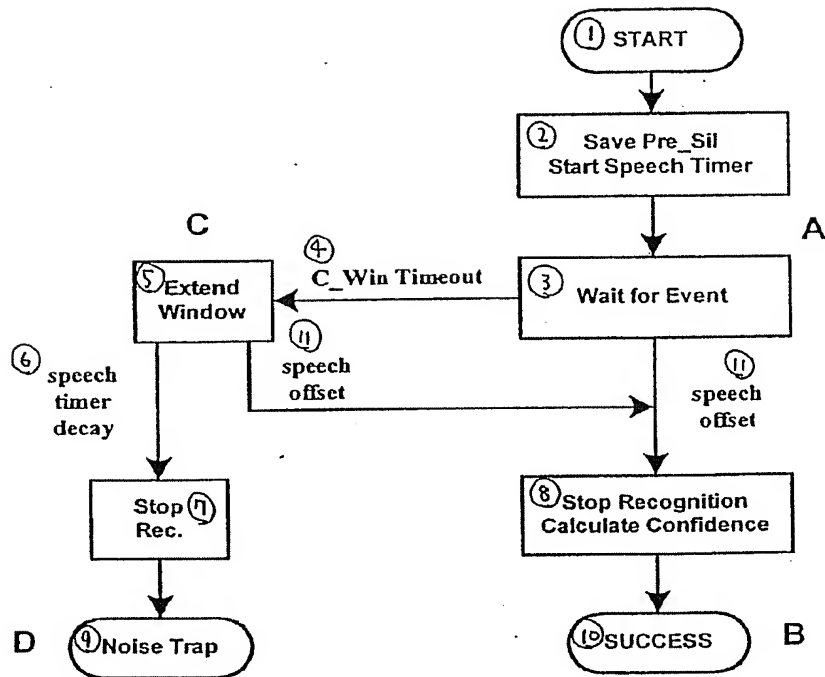 ① START
② Save Pre_Sil
Start Speech Timer
C
A
④
C_Win Timeout
⑤ Extend
Window
③ Wait for Event
⑥ speech
timer
decay
⑪
speech
offset
⑪
speech
offset
Stop ⑦
Rec.
⑧ Stop Recognition
Calculate Confidence
D
⑨ Noise Trap
⑩ SUCCESS
B